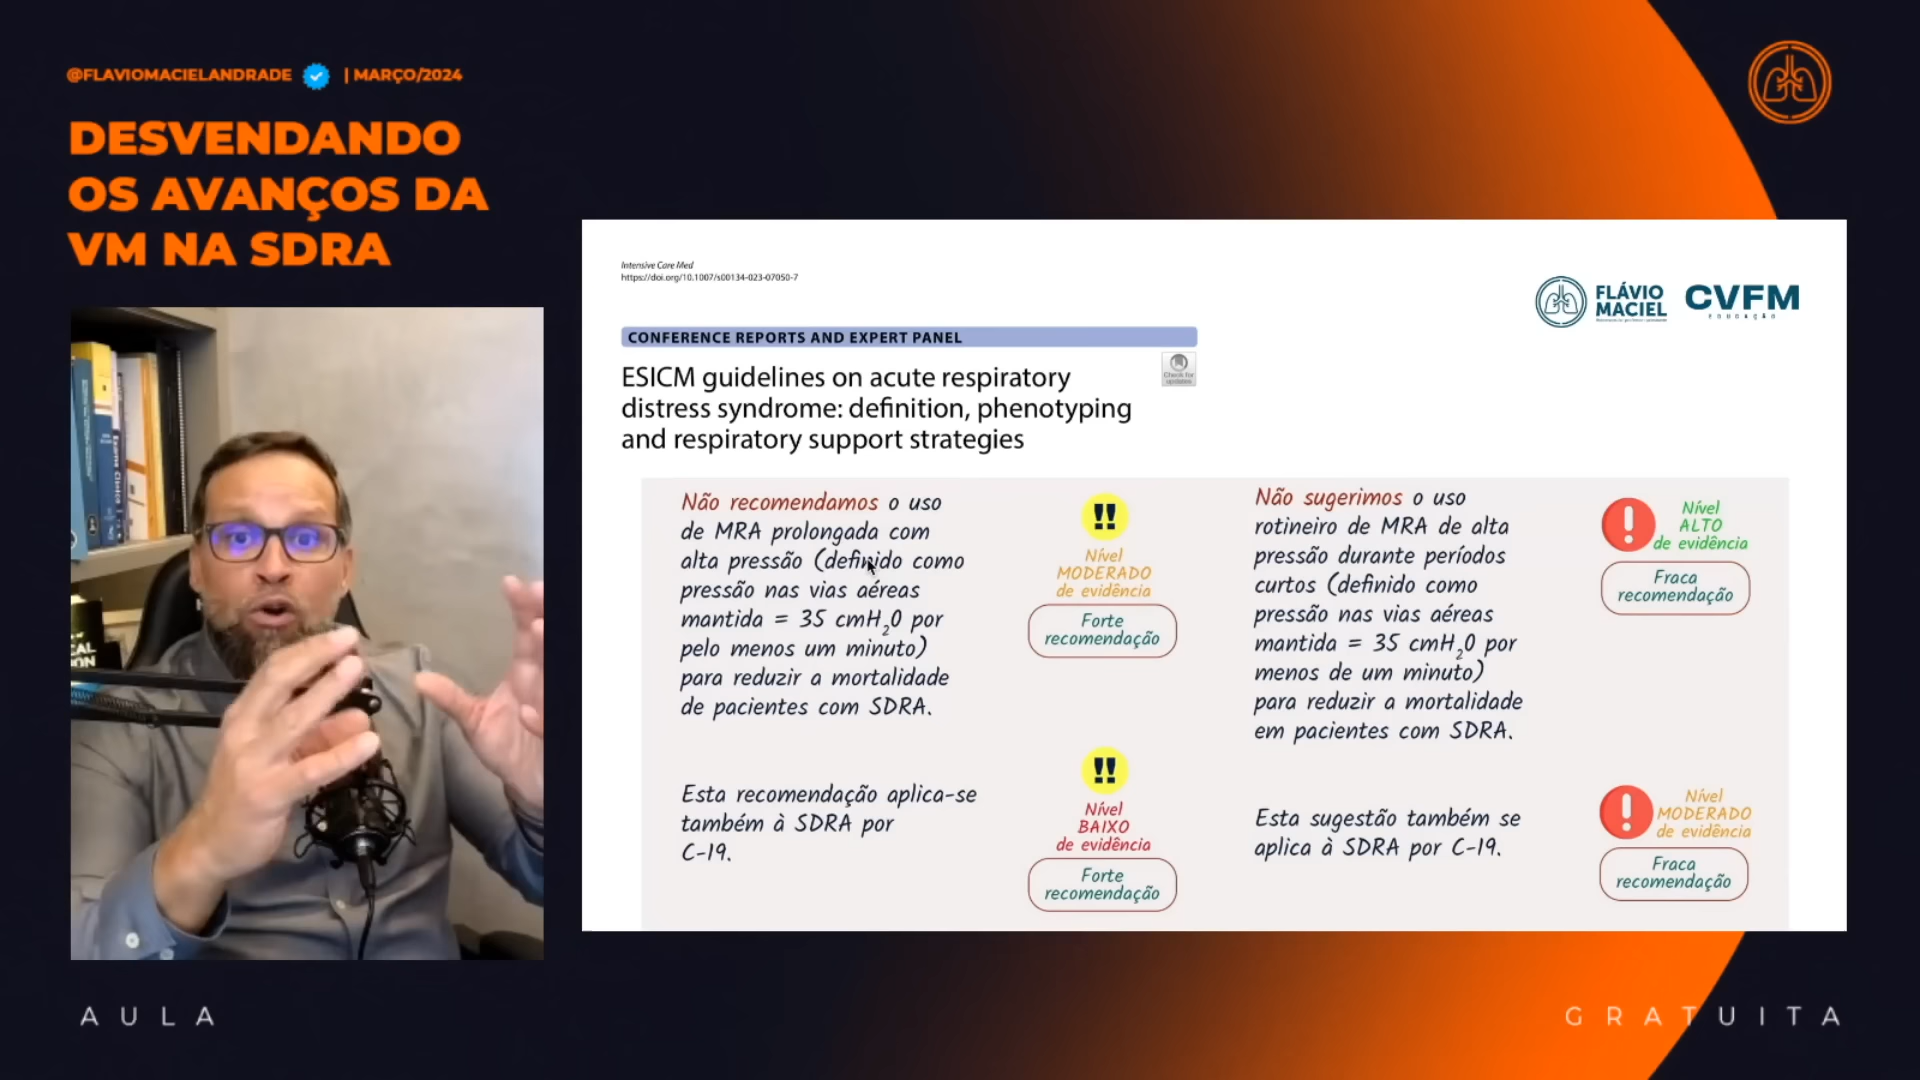 @FLAVIOMACIELANDRADE | MARÇO/2024
DESVENDANDO
OS AVANÇOS DA
VM NA SDRA
Intensive Care Med
https://doi.org/10.1007/s00134-023-07050-7
FLÁVIO
MACIEL
CVFM
EDUCAÇÃO
CONFERENCE REPORTS AND EXPERT PANEL
Check for
updates
ESICM guidelines on acute respiratory
distress syndrome: definition, phenotyping
and respiratory support strategies
Não recomendamos o uso
de MRA prolongada com
alta pressão (definido como
pressão nas vias aéreas
mantida = 35 cmH₂0 por
pelo menos um minuto)
para reduzir a mortalidade
de pacientes com SDRA.
!!
Nível
MODERADO
de evidência
Forte
recomendação
Não sugerimos o uso
rotineiro de MRA de alta
pressão durante períodos
curtos (definido como
pressão nas vias aéreas
mantida = 35 cmH₂0 por
menos de um minuto)
para reduzir a mortalidade
em pacientes com SDRA.
!
Nível
ALTO
de evidência
Fraca
recomendação
Esta recomendação aplica-se
também à SDRA por
C-19.
!!
Nível
BAIXO
de evidência
Forte
recomendação
Esta sugestão também se
aplica à SDRA por C-19.
!
Nível
MODERADO
de evidência
Fraca
recomendação
AULA
GRATUITA